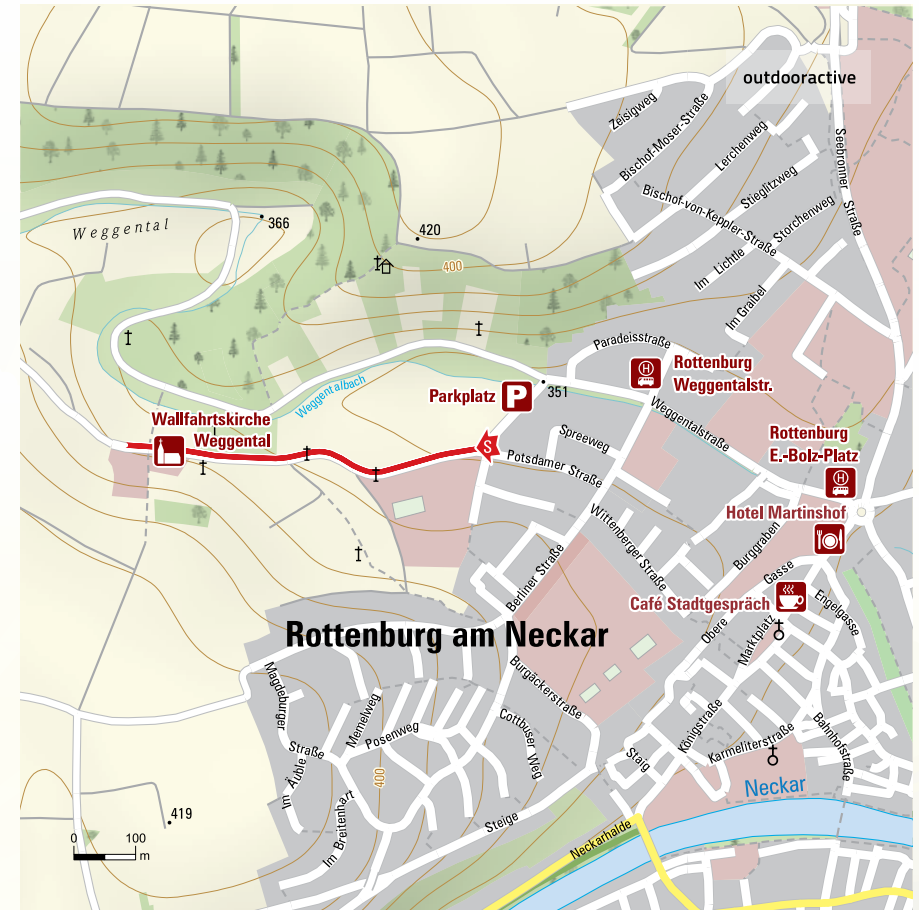 outdooractive
Zeisigweg
Bischof-Moser-Straße
Lerchenweg
Seebronner Straße
Stieglitzweg
Bischof-von-Keppler-Straße
Storchenweg
Im Lichtle
Im Graibel
Weggental
366
420
400
Paradeisstraße
Rottenburg
Weggentalstr.
351
Parkplatz
P
Weggentalbach
Weggentalstraße
Wallfahrtskirche
Weggental
S
Spreeweg
Potsdamer Straße
Rottenburg
E.-Bolz-Platz
H
H
Hotel Martinshof
Wittenberger Straße
Burggraben
Berliner Straße
Obere Gasse
Café Stadtgespräch
Engelgasse
Marktplatz
Rottenburg am Neckar
Magdeburger Straße
Memelweg
Posenweg
Burgäckerstraße
Cottbuser Weg
Königstraße
Karmeliterstraße
Bahnhofstraße
Staig
Im Äuble
400
Im Breitenhart
Steige
Neckar
Neckarhalde
419
0 100
m